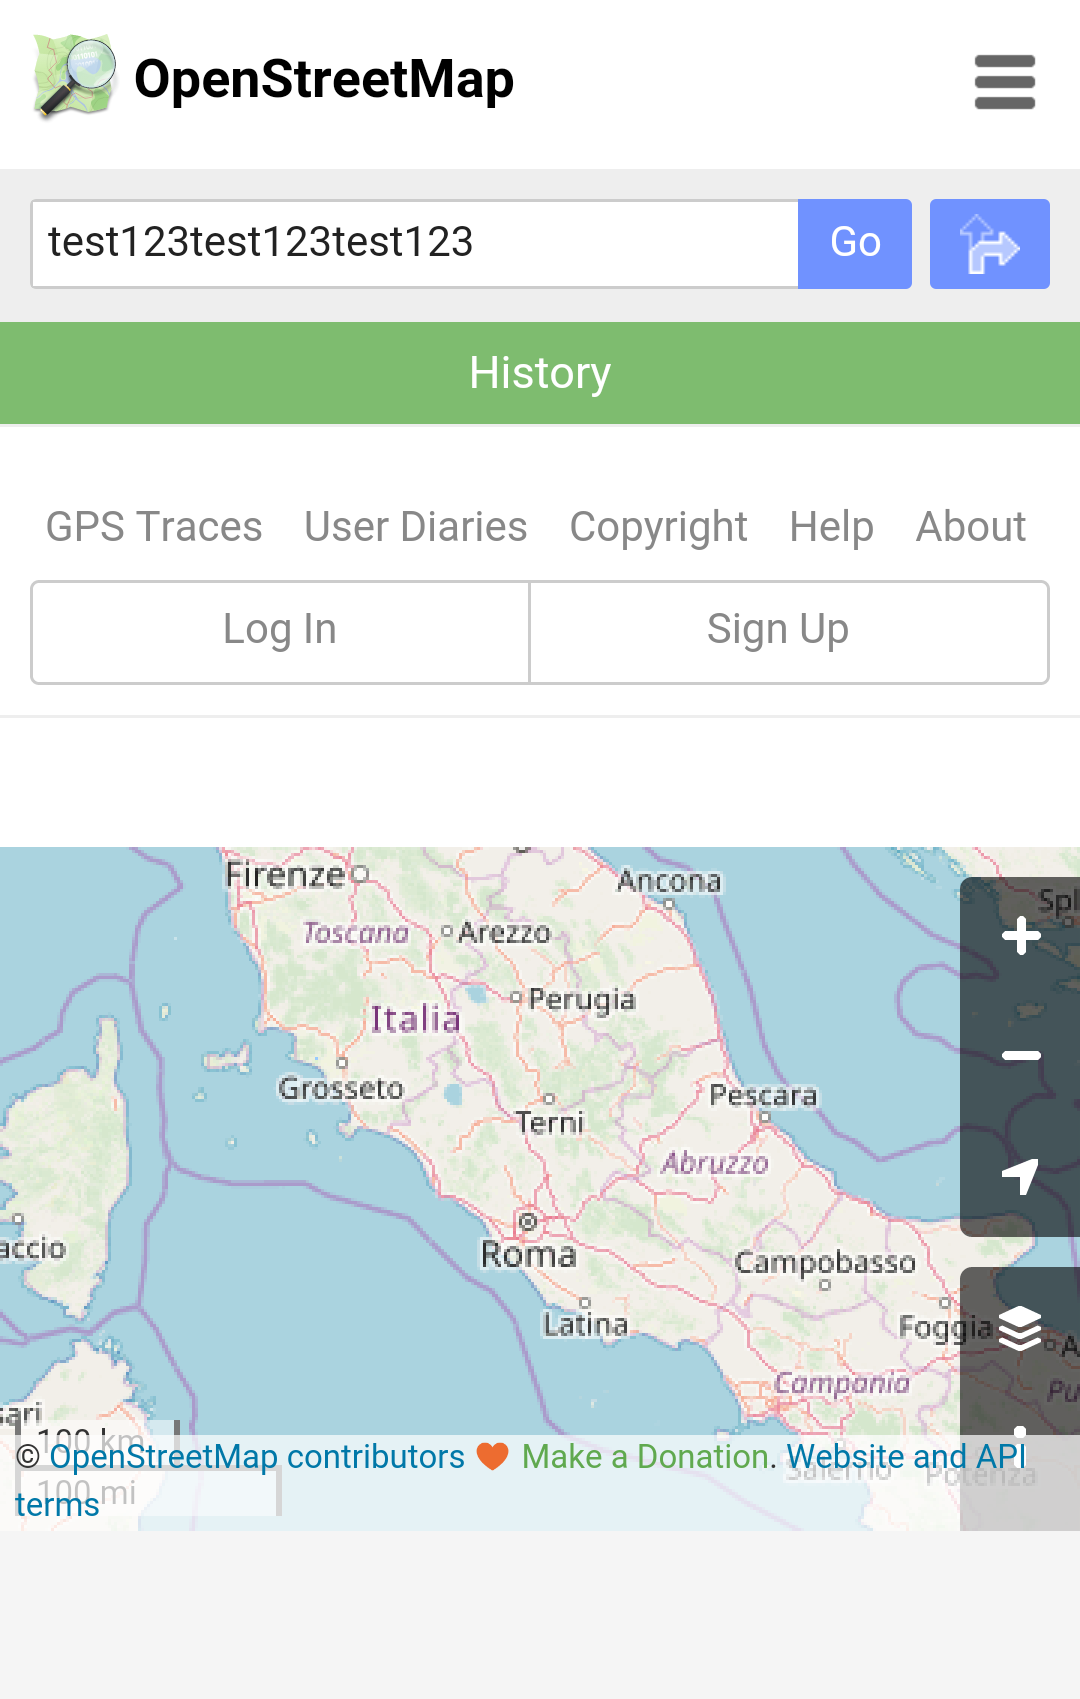 OpenStreetMap
test123test123test123
Go
History
GPS Traces User Diaries Copyright Help About
Log In Sign Up
Firenze
Ancona
Spl
Toscana
Arezzo
Perugia
Italia
Grosseto
Pescara
Terni
Abruzzo
accio
Roma
Campobasso
Latina
Foggia
A
Campania
Pu
sari
100 km
© OpenStreetMap contributors Make a Donation. Website and API
Salerno Potenza
100 mi
terms